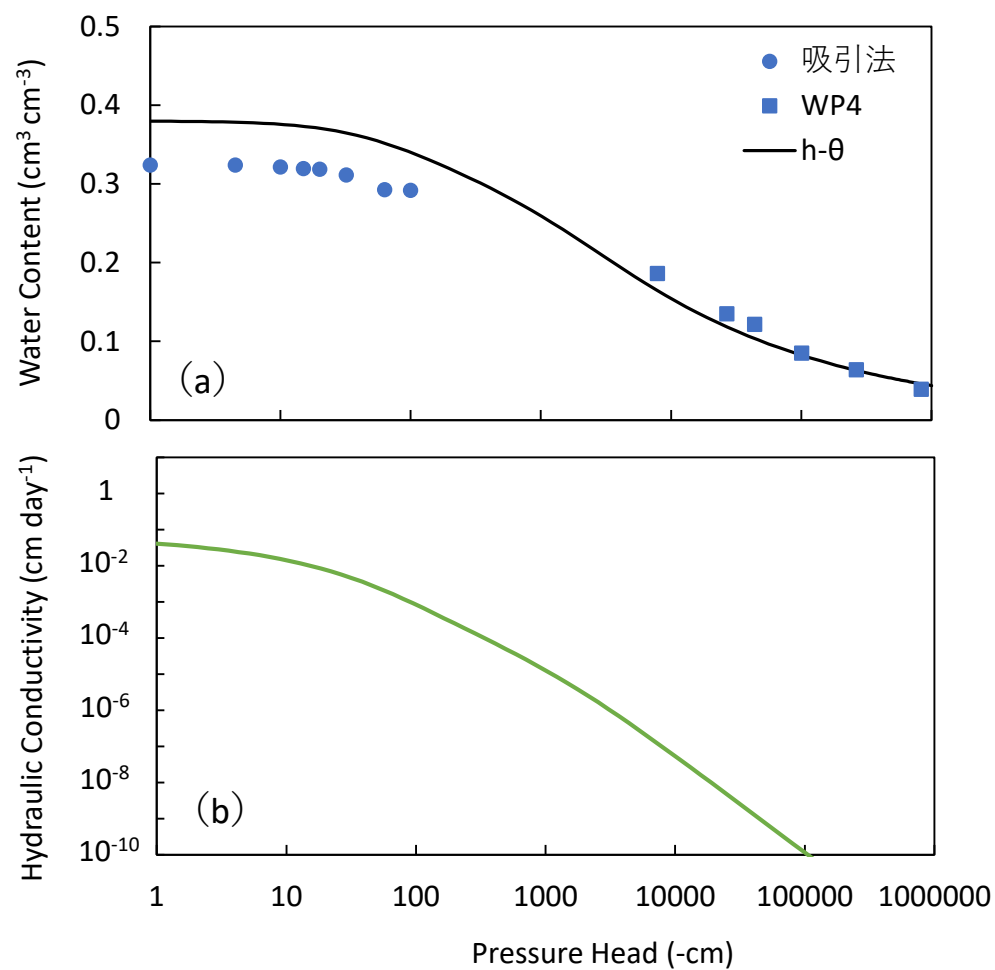 0.5
0.4
0.3
0.2
0.1
0
Water Content (cm³ cm⁻³)
吸引法
WP4
h-θ
（a）
1
10⁻²
10⁻⁴
10⁻⁶
10⁻⁸
10⁻¹⁰
Hydraulic Conductivity (cm day⁻¹)
（b）
1 10 100 1000 10000 100000 1000000
Pressure Head (-cm)